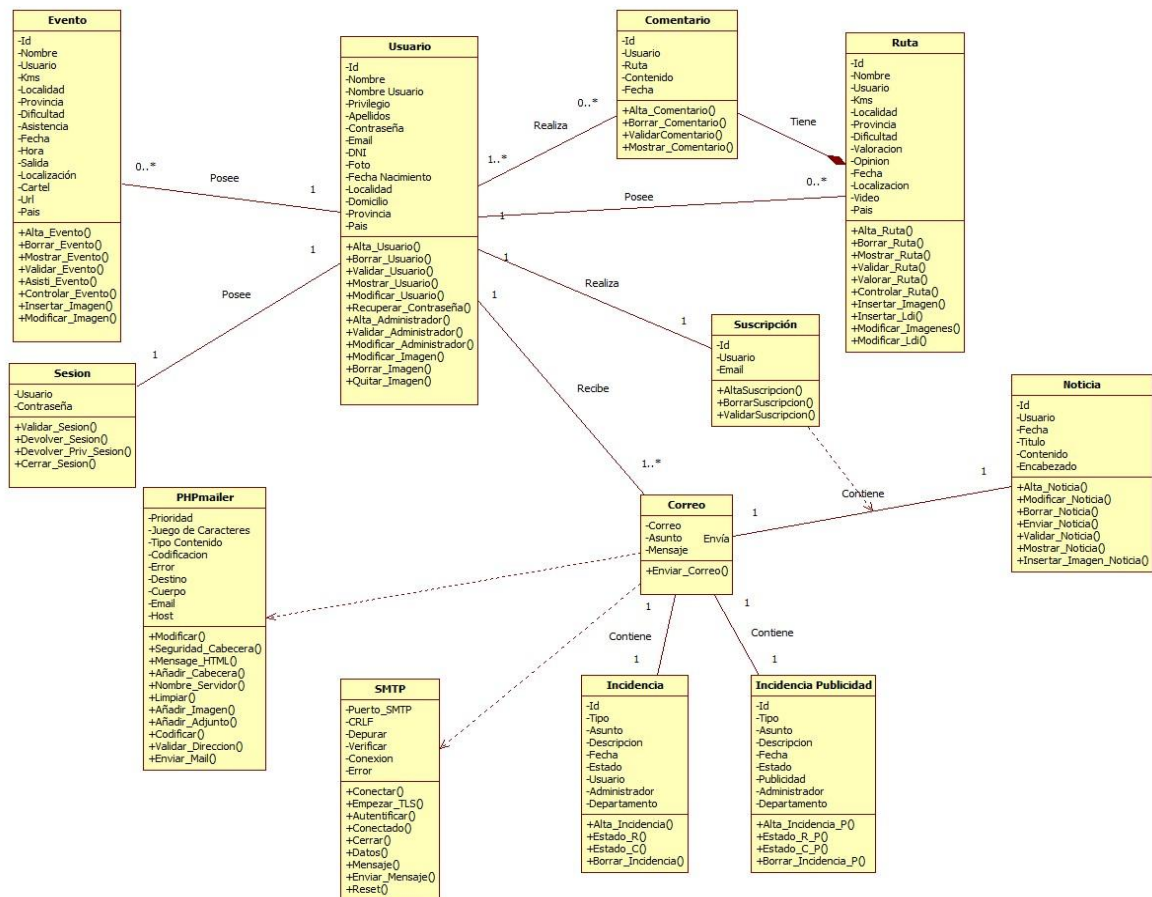 Evento
-Id
-Nombre
-Usuario
-Kms
-Localidad
-Provincia
-Dificultad
-Asistencia
-Fecha
-Hora
-Salida
-Localización
-Cartel
-Url
-Pais
+Alta_Evento()
+Borrar_Evento()
+Mostrar_Evento()
+Validar_Evento()
+Asisti_Evento()
+Controlar_Evento()
+Insertar_Imagen()
+Modificar_Imagen()
0..*
Posee
1
Usuario
-Id
-Nombre
-Nombre Usuario
-Privilegio
-Apellidos
-Contraseña
-Email
-DNI
-Foto
-Fecha Nacimiento
-Localidad
-Domicilio
-Provincia
-Pais
+Alta_Usuario()
+Borrar_Usuario()
+Validar_Usuario()
+Mostrar_Usuario()
+Modificar_Usuario()
+Recuperar_Contraseña()
+Alta_Administrador()
+Validar_Administrador()
+Modificar_Administrador()
+Modificar_Imagen()
+Borrar_Imagen()
+Quitar_Imagen()
0..*
Realiza
1..*
Comentario
-Id
-Usuario
-Ruta
-Contenido
-Fecha
+Alta_Comentario()
+Borrar_Comentario()
+ValidarComentario()
+Mostrar_Comentario()
Tiene
Ruta
-Id
-Nombre
-Usuario
-Kms
-Localidad
-Provincia
-Dificultad
-Valoracion
-Opinion
-Fecha
-Localizacion
-Video
-Pais
+Alta_Ruta()
+Borrar_Ruta()
+Mostrar_Ruta()
+Validar_Ruta()
+Valorar_Ruta()
+Controlar_Ruta()
+Insertar_Imagen()
+Insertar_Ldi()
+Modificar_Imagenes()
+Modificar_Ldi()
0..*
Posee
1
1
Posee
1
Sesion
-Usuario
-Contraseña
+Validar_Sesion()
+Devolver_Sesion()
+Devolver_Priv_Sesion()
+Cerrar_Sesion()
1
Realiza
1
Suscripción
-Id
-Usuario
-Email
+AltaSuscripcion()
+BorrarSuscripcion()
+ValidarSuscripcion()
1
Recibe
1..*
Noticia
-Id
-Usuario
-Fecha
-Titulo
-Contenido
-Encabezado
+Alta_Noticia()
+Modificar_Noticia()
+Borrar_Noticia()
+Enviar_Noticia()
+Validar_Noticia()
+Mostrar_Noticia()
+Insertar_Imagen_Noticia()
1
Contiene
1
Envía
Correo
-Correo
-Asunto
-Mensaje
+Enviar_Correo()
PHPmailer
-Prioridad
-Juego de Caracteres
-Tipo Contenido
-Codificacion
-Error
-Destino
-Cuerpo
-Email
-Host
+Modificar()
+Seguridad_Cabecera()
+Mensage_HTML()
+Añadir_Cabecera()
+Nombre_Servidor()
+Limpiar()
+Añadir_Imagen()
+Añadir_Adjunto()
+Codificar()
+Validar_Direccion()
+Enviar_Mail()
1
Contiene
1
1
Contiene
1
SMTP
-Puerto_SMTP
-CRLF
-Depurar
-Verificar
-Conexion
-Error
+Conectar()
+Empezar_TLS()
+Autentificar()
+Conectado()
+Cerrar()
+Datos()
+Mensaje()
+Enviar_Mensaje()
+Reset()
Incidencia
-Id
-Tipo
-Asunto
-Descripcion
-Fecha
-Estado
-Usuario
-Administrador
-Departamento
+Alta_Incidencia()
+Estado_R()
+Estado_C()
+Borrar_Incidencia()
Incidencia Publicidad
-Id
-Tipo
-Asunto
-Descripcion
-Fecha
-Estado
-Publicidad
-Administrador
-Departamento
+Alta_Incidencia_P()
+Estado_R_P()
+Estado_C_P()
+Borrar_Incidencia_P()